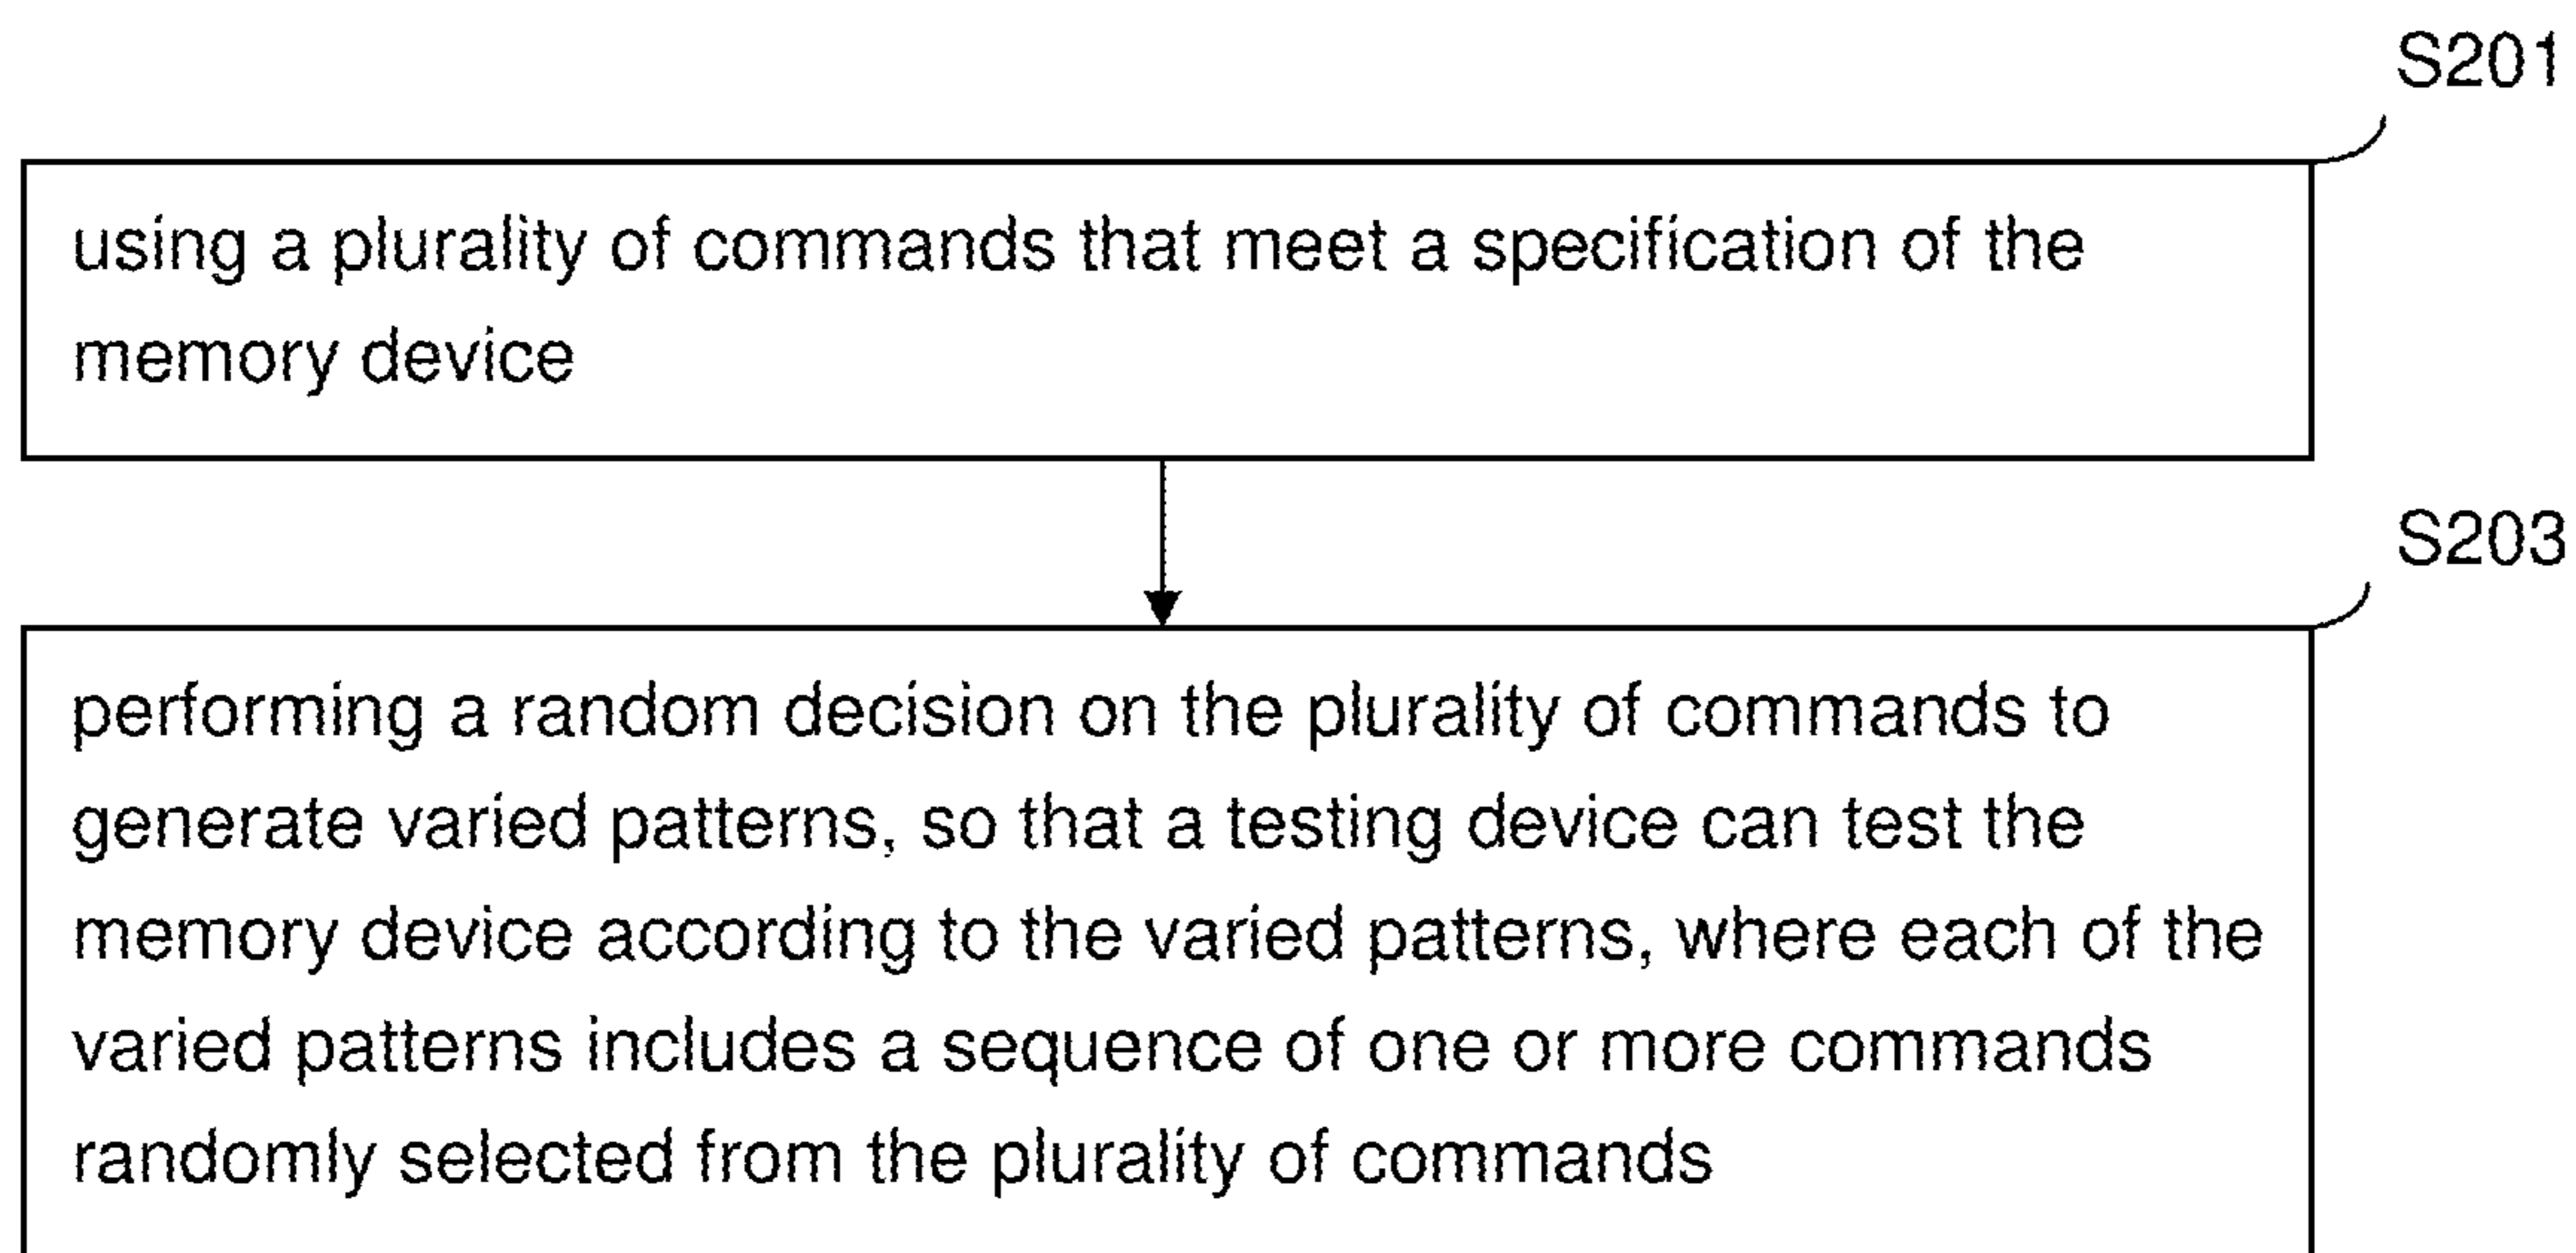 S201
using a plurality of commands that meet a specification of the
memory device
S203
performing a random decision on the plurality of commands to
generate varied patterns, so that a testing device can test the
memory device according to the varied patterns, where each of the
varied patterns includes a sequence of one or more commands
randomly selected from the plurality of commands